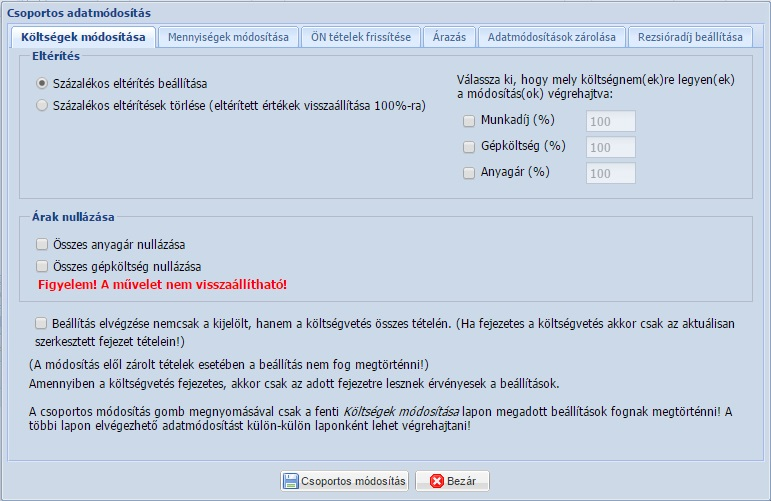 Csoportos adatmódosítás
Költségek módosítása
Mennyiségek módosítása
ÖN tételek frissítése
Árazás
Adatmódosítások zárolása
Rezsióradíj beállítása
Eltérítés
Százalékos eltérítés beállítása
Százalékos eltérítések törlése (eltérített értékek visszaállítása 100%-ra)
Válassza ki, hogy mely költségnem(ek)re legyen(ek)
a módosítás(ok) végrehajtva:
Munkadíj (%) 100
Gépköltség (%) 100
Anyagár (%) 100
Árak nullázása
Összes anyagár nullázása
Összes gépköltség nullázása
Figyelem! A művelet nem visszaállítható!
Beállítás elvégzése nemcsak a kijelölt, hanem a költségvetés összes tételén. (Ha fejezetes a költségvetés akkor csak az aktuálisan
szerkesztett fejezet tételein!)
(A módosítás elől zárolt tételek esetében a beállítás nem fog megtörténni!)
Amennyiben a költségvetés fejezetes, akkor csak az adott fejezetre lesznek érvényesek a beállítások.
A csoportos módosítás gomb megnyomásával csak a fenti Költségek módosítása lapon megadott beállítások fognak megtörténni! A
többi lapon elvégezhető adatmódosítást külön-külön laponként lehet végrehajtani!
Csoportos módosítás
Bezár